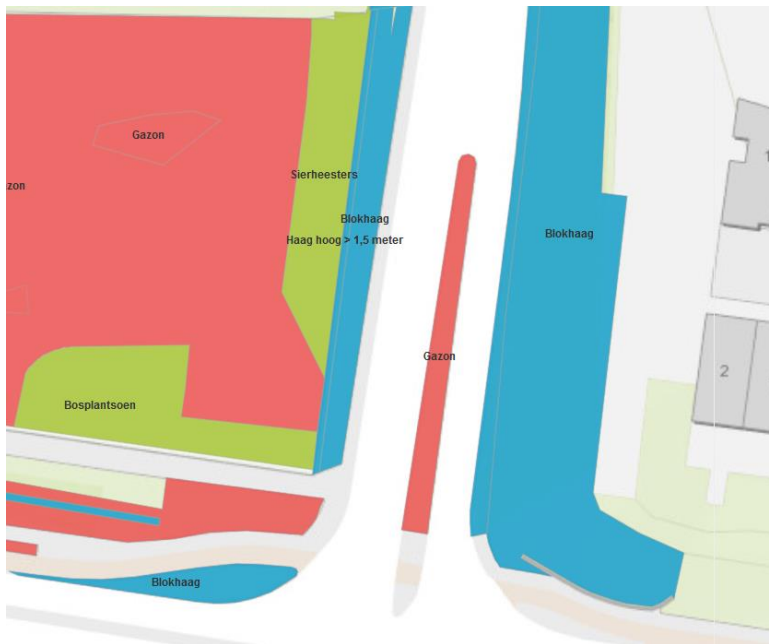 Gazon
zon
Sierheesters
Blokhaag
Haag hoog > 1,5 meter
Blokhaag
Gazon
2
Bosplantsoen
Blokhaag